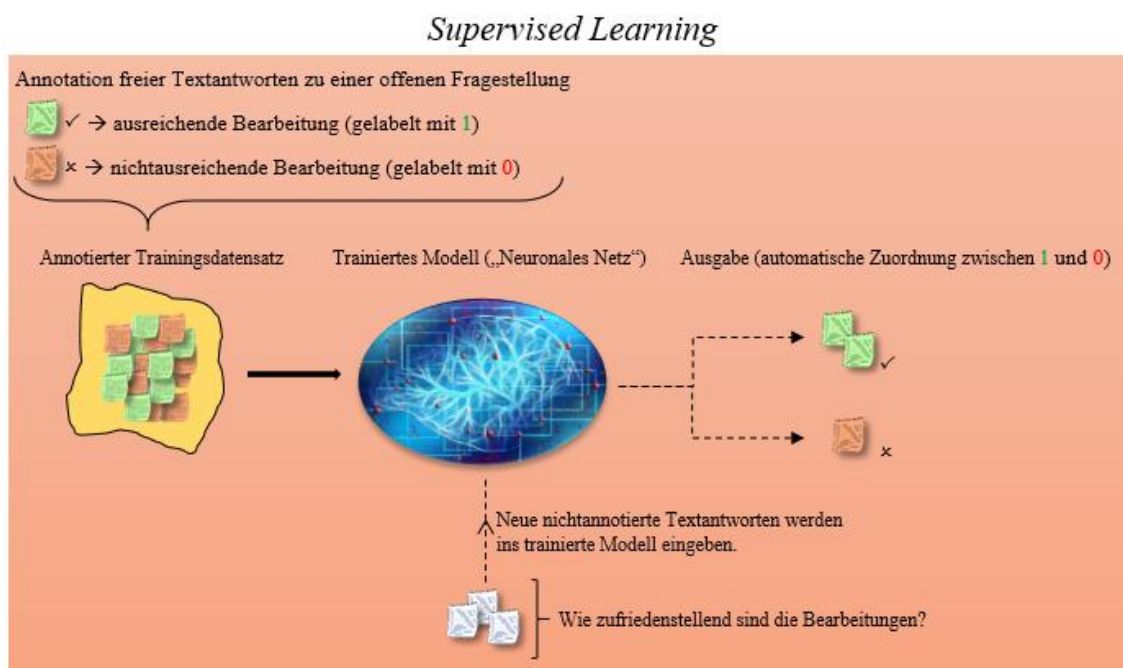 Supervised Learning
Annotation freier Textantworten zu einer offenen Fragestellung
✓ → ausreichende Bearbeitung (gelabelt mit 1)
× → nichtausreichende Bearbeitung (gelabelt mit 0)
Annotierter Trainingsdatensatz
Trainiertes Modell („Neuronales Netz“)
Ausgabe (automatische Zuordnung zwischen 1 und 0)
✓
×
Neue nichtannotierte Textantworten werden
ins trainierte Modell eingeben.
Wie zufriedenstellend sind die Bearbeitungen?